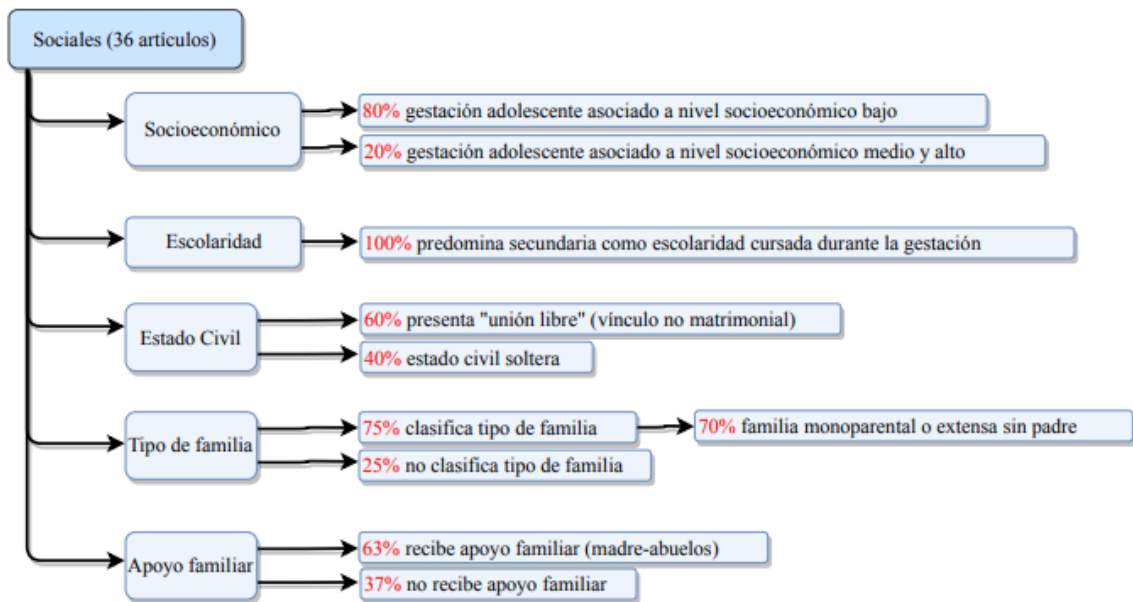 Sociales (36 artículos)
Socioeconómico
80% gestación adolescente asociado a nivel socioeconómico bajo
20% gestación adolescente asociado a nivel socioeconómico medio y alto
Escolaridad
100% predomina secundaria como escolaridad cursada durante la gestación
Estado Civil
60% presenta "unión libre" (vínculo no matrimonial)
40% estado civil soltera
Tipo de familia
75% clasifica tipo de familia
70% familia monoparental o extensa sin padre
25% no clasifica tipo de familia
Apoyo familiar
63% recibe apoyo familiar (madre-abuelos)
37% no recibe apoyo familiar